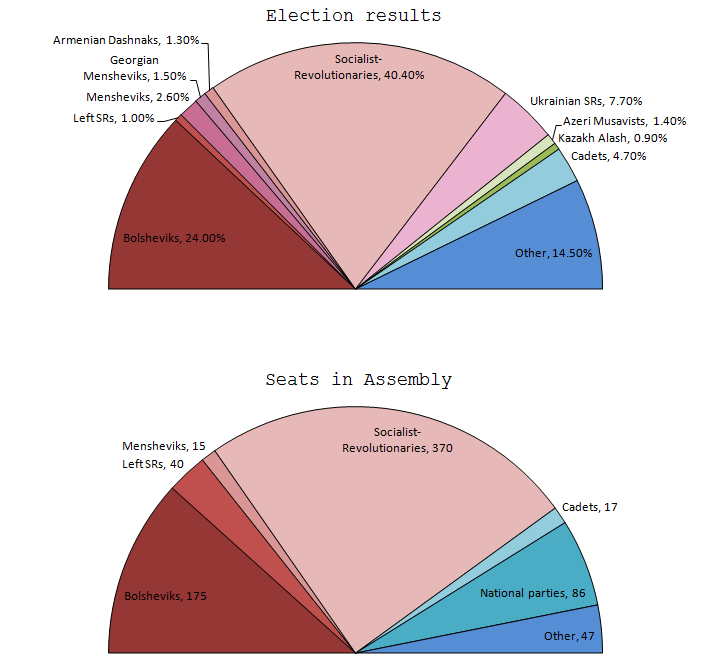 Election results
Armenian Dashnaks, 1.30%
Georgian
Mensheviks, 1.50%
Mensheviks, 2.60%
Left SRs, 1.00%
Bolsheviks, 24.00%
Socialist-
Revolutionaries, 40.40%
Ukrainian SRs, 7.70%
Azeri Musavists, 1.40%
Kazakh Alash, 0.90%
Cadets, 4.70%
Other, 14.50%
Seats in Assembly
Mensheviks, 15
Left SRs, 40
Bolsheviks, 175
Socialist-
Revolutionaries, 370
Cadets, 17
National parties, 86
Other, 47